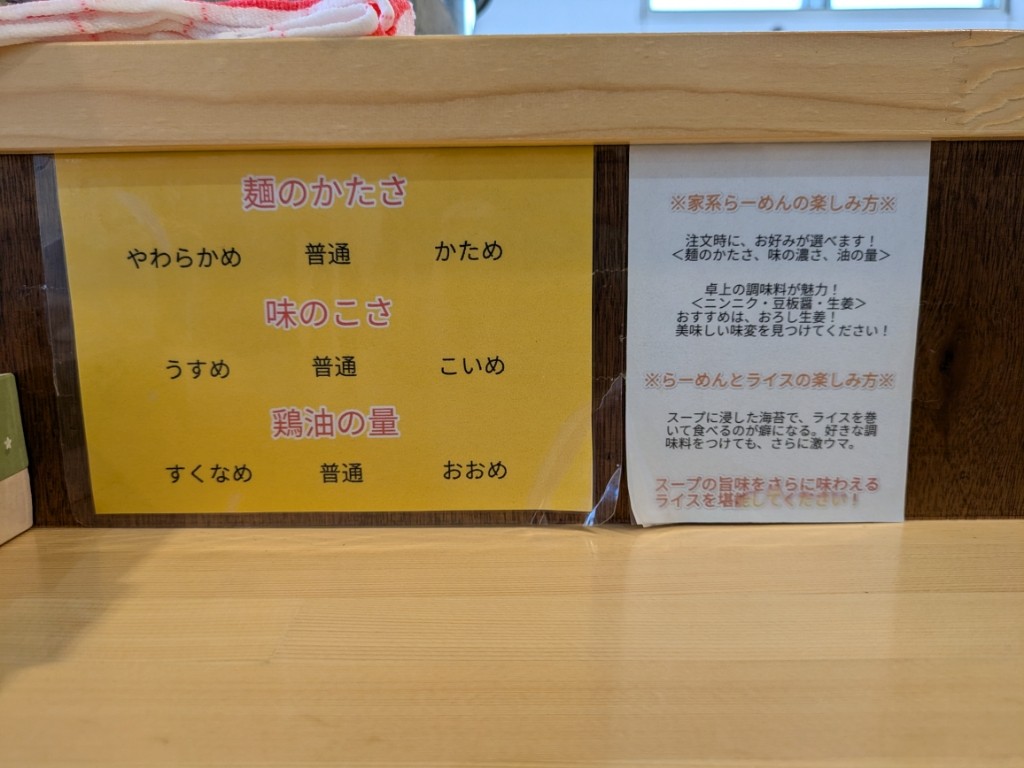 麺のかたさ
やわらかめ 普通 かため
味のこさ
うすめ 普通 こいめ
鶏油の量
すくなめ 普通 おおめ
※家系らーめんの楽しみ方※
注文時に、お好みが選べます！
＜麺のかたさ、味の濃さ、油の量＞
卓上の調味料が魅力！
＜ニンニク・豆板醤・生姜＞
おすすめは、おろし生姜！
美味しい味変を見つけてください！
※らーめんとライスの楽しみ方※
スープに浸した海苔で、ライスを巻
いて食べるのが癖になる。好きな調
味料をつけても、さらに激ウマ。
スープの旨味をさらに味わえる
ライスを堪能してください！